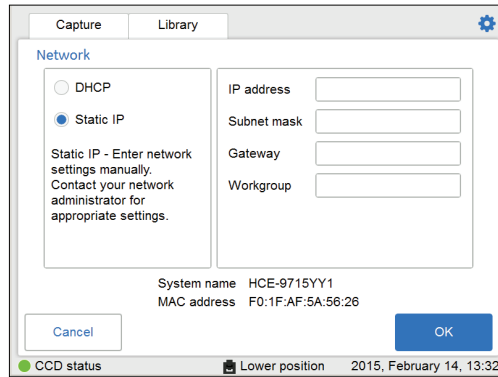 Capture
Library
Network
DHCP
Static IP
Static IP - Enter network
settings manually.
Contact your network
administrator for
appropriate settings.
IP address
Subnet mask
Gateway
Workgroup
System name HCE-9715YY1
MAC address F0:1F:AF:5A:56:26
Cancel
OK
CCD status
Lower position
2015, February 14, 13:32